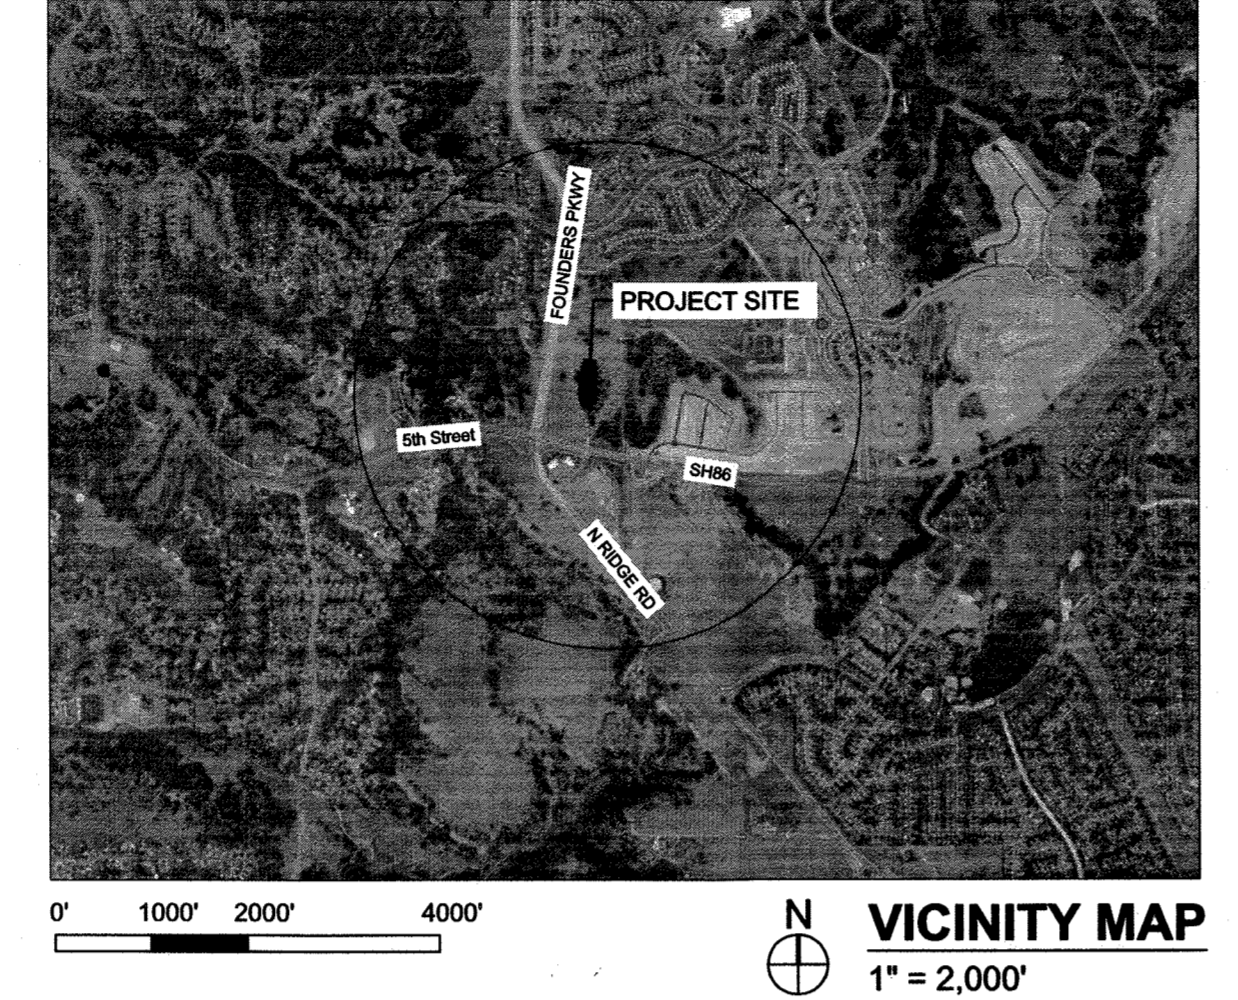 FOUNDERS PKWY
PROJECT SITE
5th Street
SH86
N RIDGE RD
0' 1000' 2000' 4000'
N
VICINITY MAP
1" = 2,000'